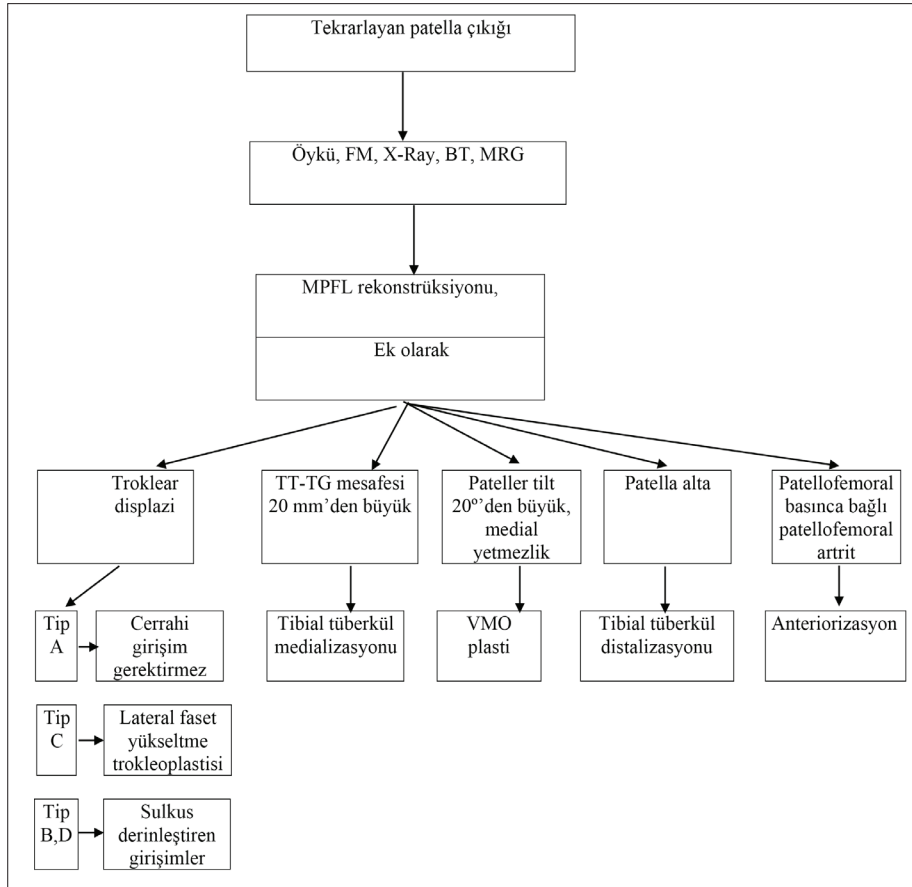 Tekrarlayan patella çıkığı
Öykü, FM, X-Ray, BT, MRG
MPFL rekonstrüksiyonu,
Ek olarak
Troklear
displazi
TT-TG mesafesi
20 mm’den büyük
Pateller tilt
20º’den büyük,
medial
yetmezlik
Patella alta
Patellofemoral
basınca bağlı
patellofemoral
artrit
Tip
A
Cerrahi
girişim
gerektirmez
Tibial tüberkül
medializasyonu
VMO
plasti
Tibial tüberkül
distalizasyonu
Anteriorizasyon
Tip
C
Lateral faset
yükseltme
trokleoplastisi
Tip
B,D
Sulkus
derinleştiren
girişimler